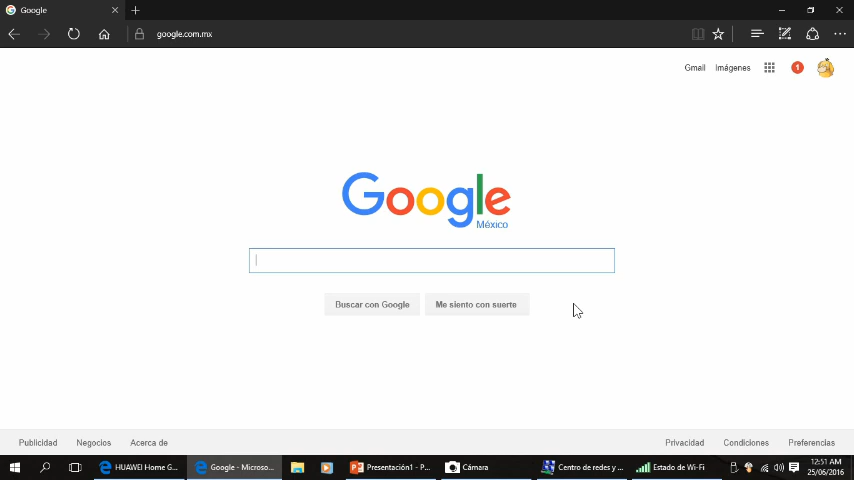 Google
google.com.mx
Gmail Imágenes 1
Google
México
Buscar con Google Me siento con suerte
Publicidad Negocios Acerca de Privacidad Condiciones Preferencias
HUAWEI Home G... Google - Microso... Presentación1 - P... Cámara Centro de redes y ... Estado de Wi-Fi
12:51 AM
25/06/2016